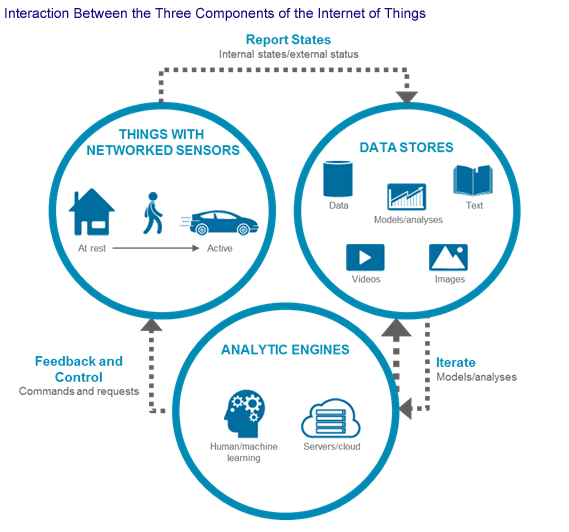 Interaction Between the Three Components of the Internet of Things
Report States
Internal states/external status
THINGS WITH
NETWORKED SENSORS
At rest
Active
DATA STORES
Data
Models/analyses
Text
Videos
Images
Feedback and
Control
Commands and requests
ANALYTIC ENGINES
Human/machine
learning
Servers/cloud
Iterate
Models/analyses